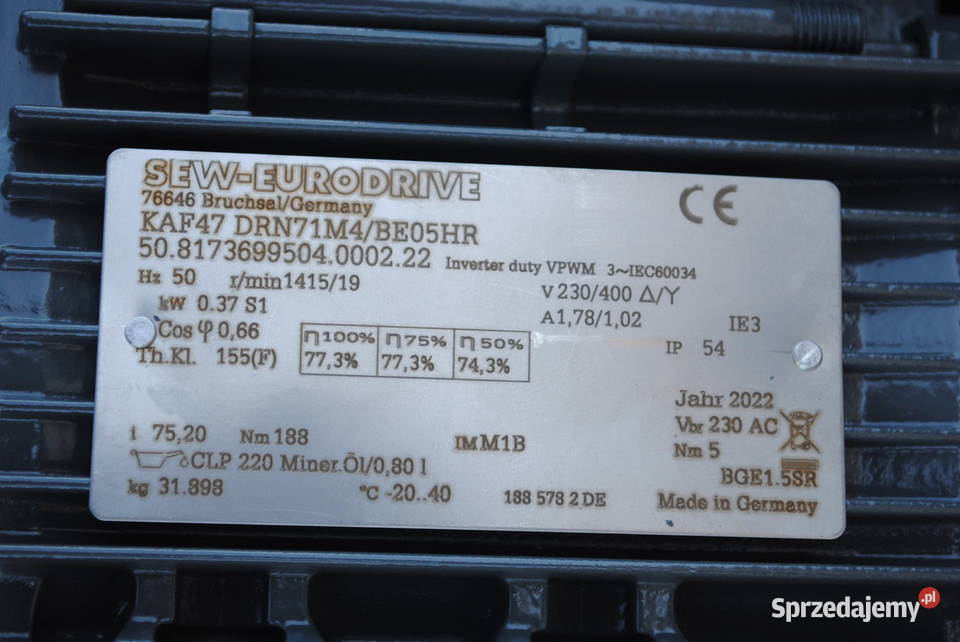 SEW-EURODRIVE
76646 Bruchsal/Germany
CE
KAF47 DRN71M4/BE05HR
50.8173699504.0002.22 Inverter duty VPWM 3~IEC60034
Hz 50 r/min 1415/19 V 230/400 Δ/Y
kW 0.37 S1 A 1,78/1,02 IE3
Cos φ 0,66 IP 54
Th.Kl. 155(F)
η 100% η 75% η 50%
77,3% 77,3% 74,3%
Jahr 2022
Vbr 230 AC
i 75,20 Nm 188 IM M1B Nm 5
CLP 220 Miner.Öl/0,80 l BGE1.5SR
kg 31.898 °C -20..40 188 578 2 DE Made in Germany
Sprzedajemy.pl